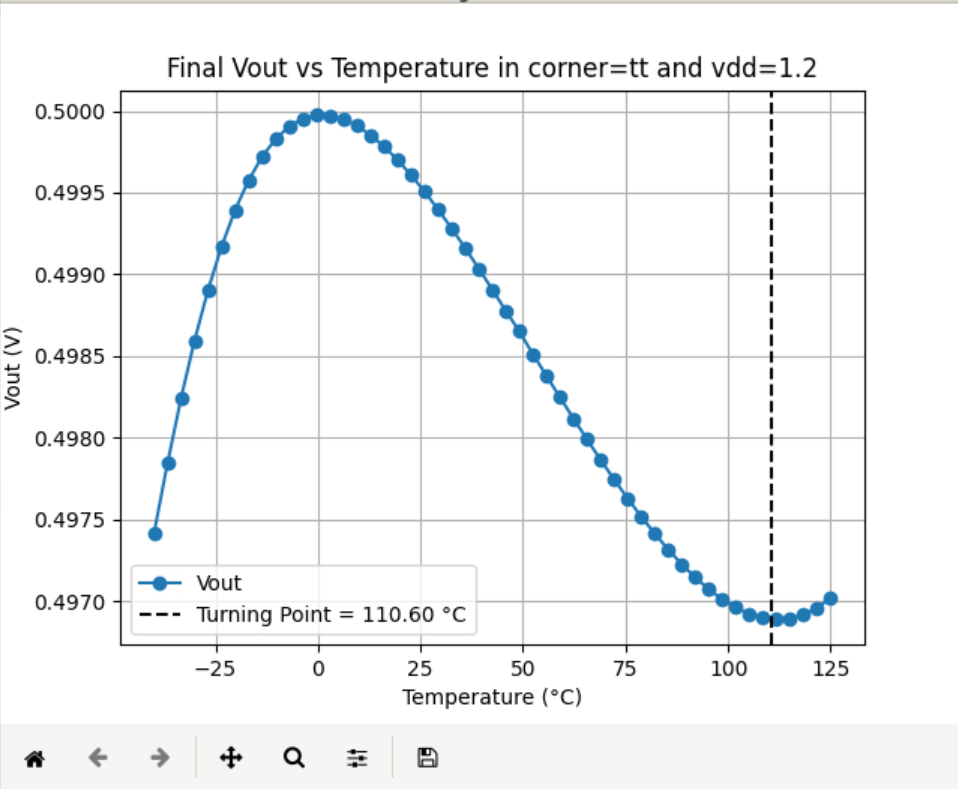 Final Vout vs Temperature in corner=tt and vdd=1.2
0.5000
0.4995
0.4990
0.4985
0.4980
0.4975
0.4970
Vout (V)
Vout
Turning Point = 110.60 °C
−25 0 25 50 75 100 125
Temperature (°C)